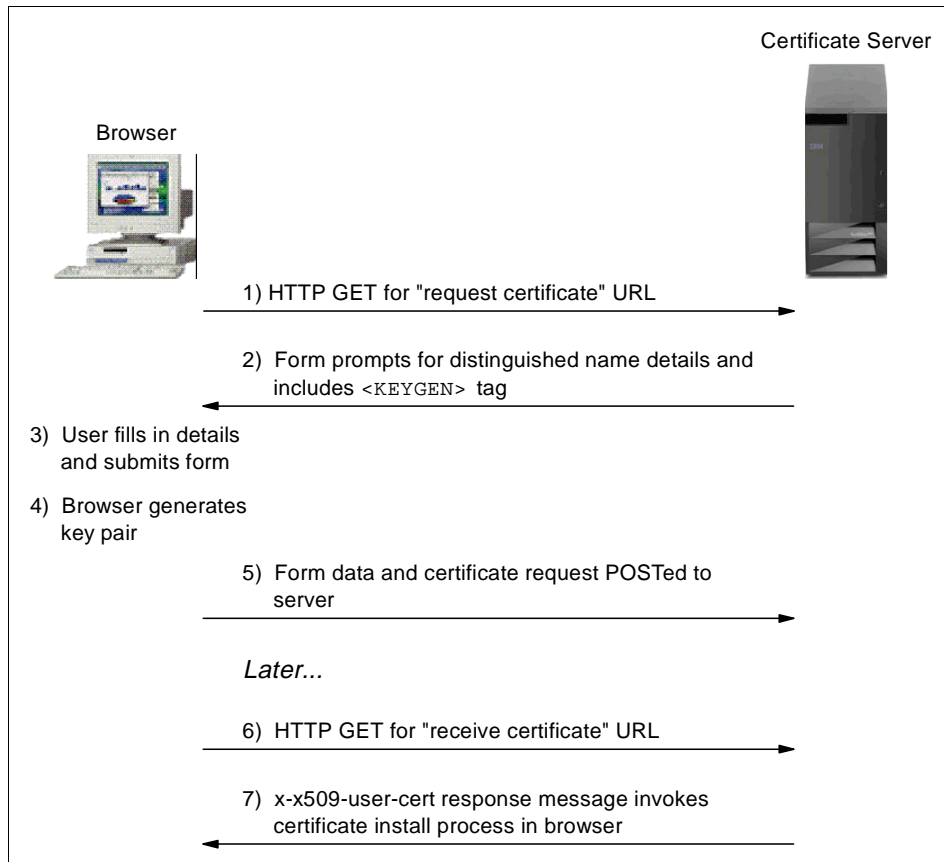 Certificate Server
Browser
IBM
1) HTTP GET for "request certificate" URL
2) Form prompts for distinguished name details and
includes <KEYGEN> tag
3) User fills in details
and submits form
4) Browser generates
key pair
5) Form data and certificate request POSTed to
server
Later...
6) HTTP GET for "receive certificate" URL
7) x-x509-user-cert response message invokes
certificate install process in browser